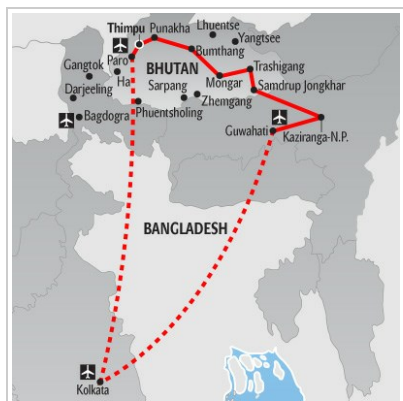 Thimpu
Punakha
Lhuentse
Yangtsee
Paro
Bumthang
Gangtok
Ha
BHUTAN
Trashigang
Mongar
Darjeeling
Sarpang
Samdrup Jongkhar
Zhemgang
Bagdogra
Phuentsholing
Guwahati
Kaziranga-N.P.
BANGLADESH
Kolkata